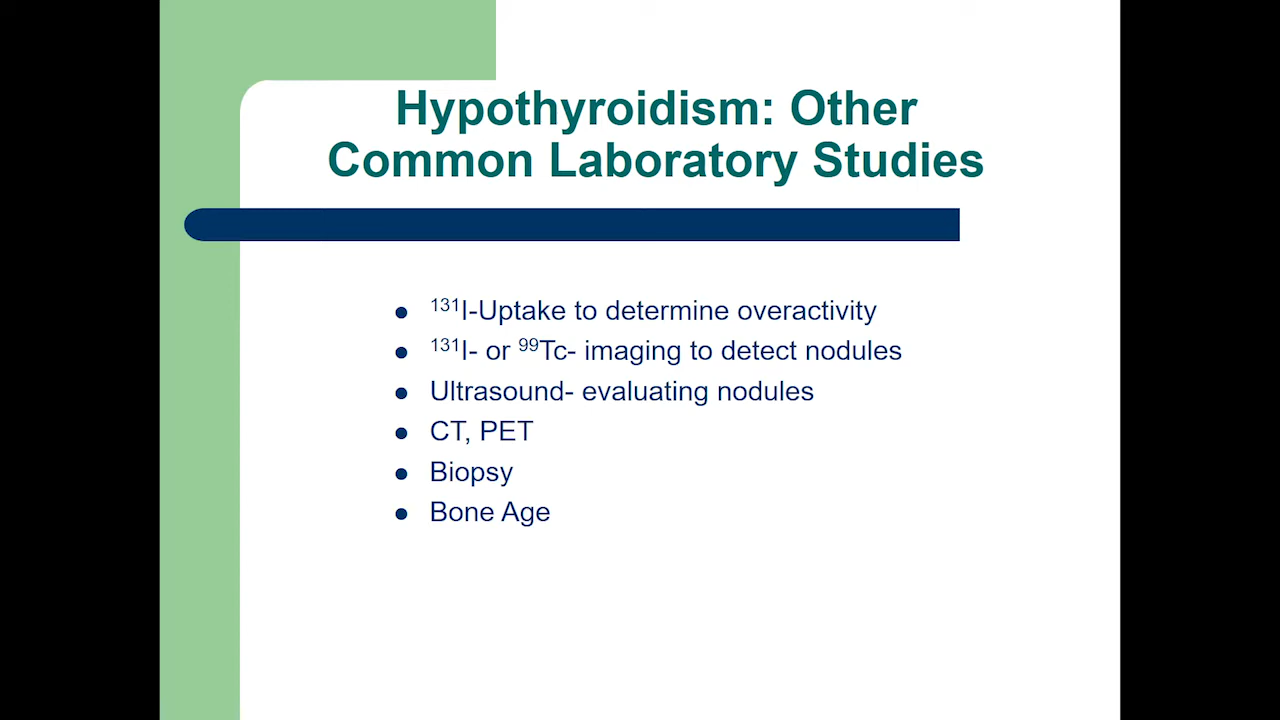 Hypothyroidism: Other
Common Laboratory Studies
● ¹³¹I-Uptake to determine overactivity
● ¹³¹I- or ⁹⁹Tc- imaging to detect nodules
● Ultrasound- evaluating nodules
● CT, PET
● Biopsy
● Bone Age